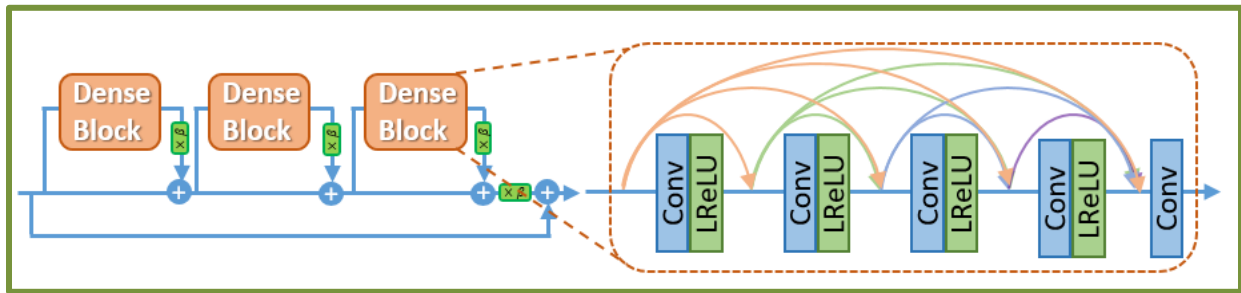 Dense
Block
Dense
Block
Dense
Block
× β
× β
× β
× β
+
+
+
+
Conv
LReLU
Conv
LReLU
Conv
LReLU
Conv
LReLU
Conv